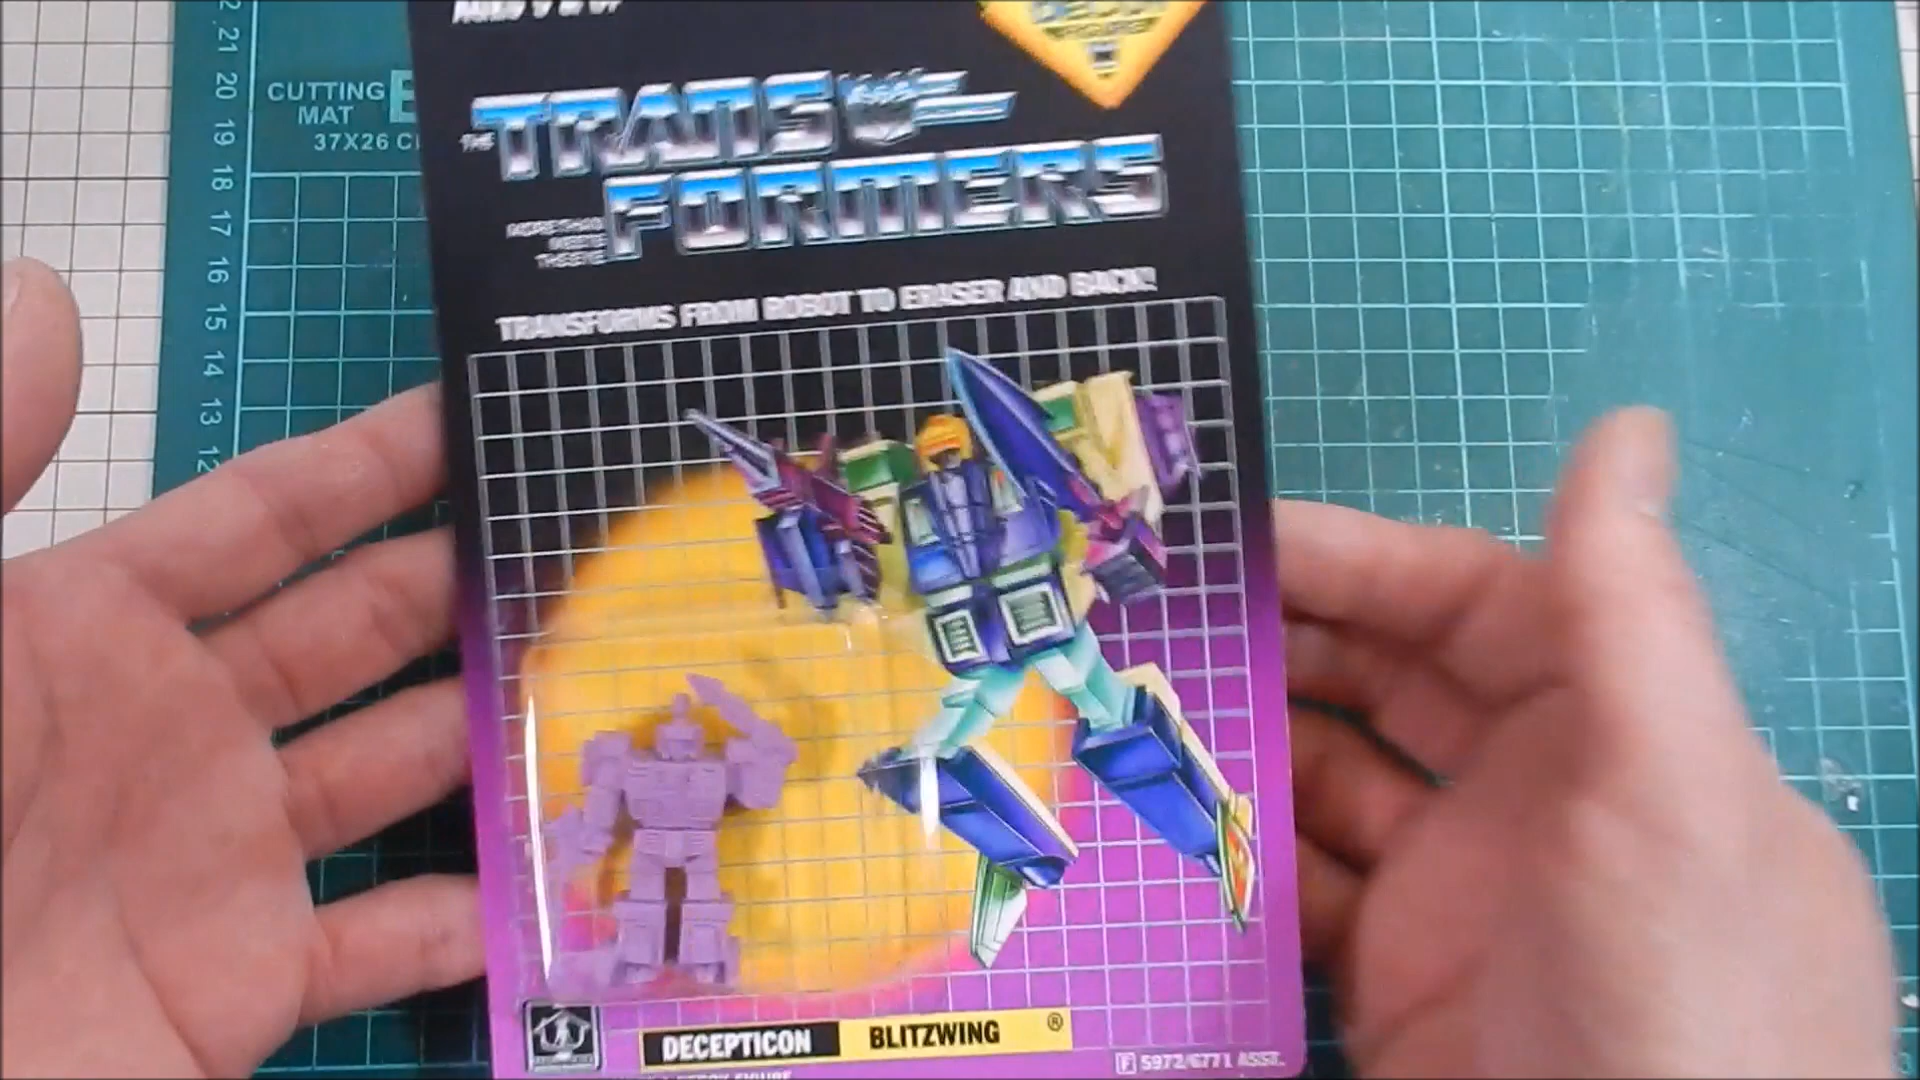 CUTTING
MAT
37X26 C
21
20
19
18
17
16
15
14
13
12
THE
TRANS
FORMERS
MORE THAN
MEETS
THE EYE
TRANSFORMS FROM ROBOT TO ERASER AND BACK!
DECEPTICON BLITZWING ®
F 5972/6771 ASST.